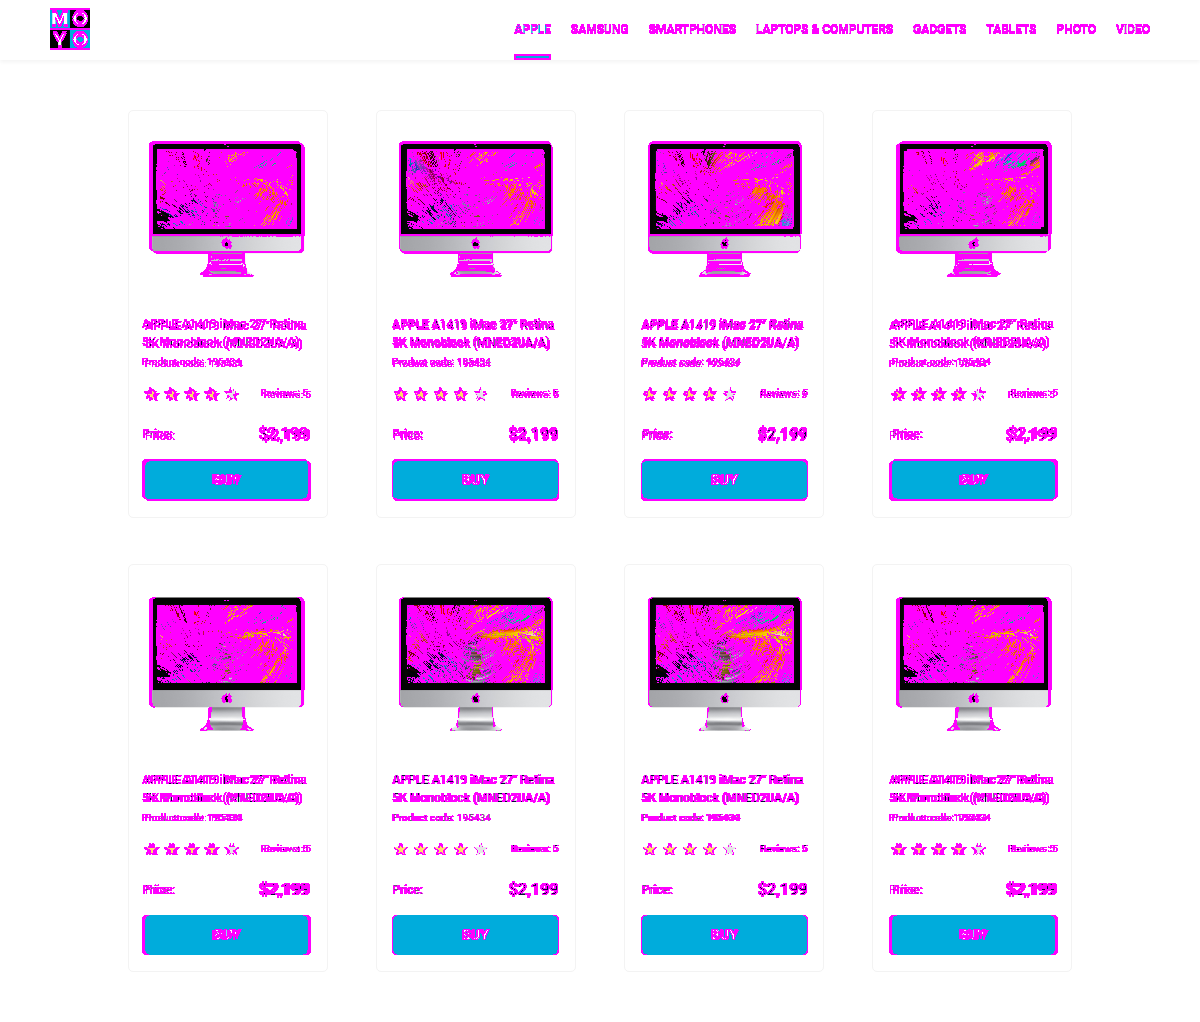 MO
YO
APPLE SAMSUNG SMARTPHONES LAPTOPS & COMPUTERS GADGETS TABLETS PHOTO VIDEO
APPLE A1419 iMac 27" Retina
5K Monoblock (MNED2UA/A)
Product code: 195434
Reviews: 5
Price: $2,199
BUY
APPLE A1419 iMac 27" Retina
5K Monoblock (MNED2UA/A)
Product code: 195434
Reviews: 5
Price: $2,199
BUY
APPLE A1419 iMac 27" Retina
5K Monoblock (MNED2UA/A)
Product code: 195434
Reviews: 5
Price: $2,199
BUY
APPLE A1419 iMac 27" Retina
5K Monoblock (MNED2UA/A)
Product code: 195434
Reviews: 5
Price: $2,199
BUY
APPLE A1419 iMac 27" Retina
5K Monoblock (MNED2UA/A)
Product code: 195434
Reviews: 5
Price: $2,199
BUY
APPLE A1419 iMac 27" Retina
5K Monoblock (MNED2UA/A)
Product code: 195434
Reviews: 5
Price: $2,199
BUY
APPLE A1419 iMac 27" Retina
5K Monoblock (MNED2UA/A)
Product code: 195434
Reviews: 5
Price: $2,199
BUY
APPLE A1419 iMac 27" Retina
5K Monoblock (MNED2UA/A)
Product code: 195434
Reviews: 5
Price: $2,199
BUY